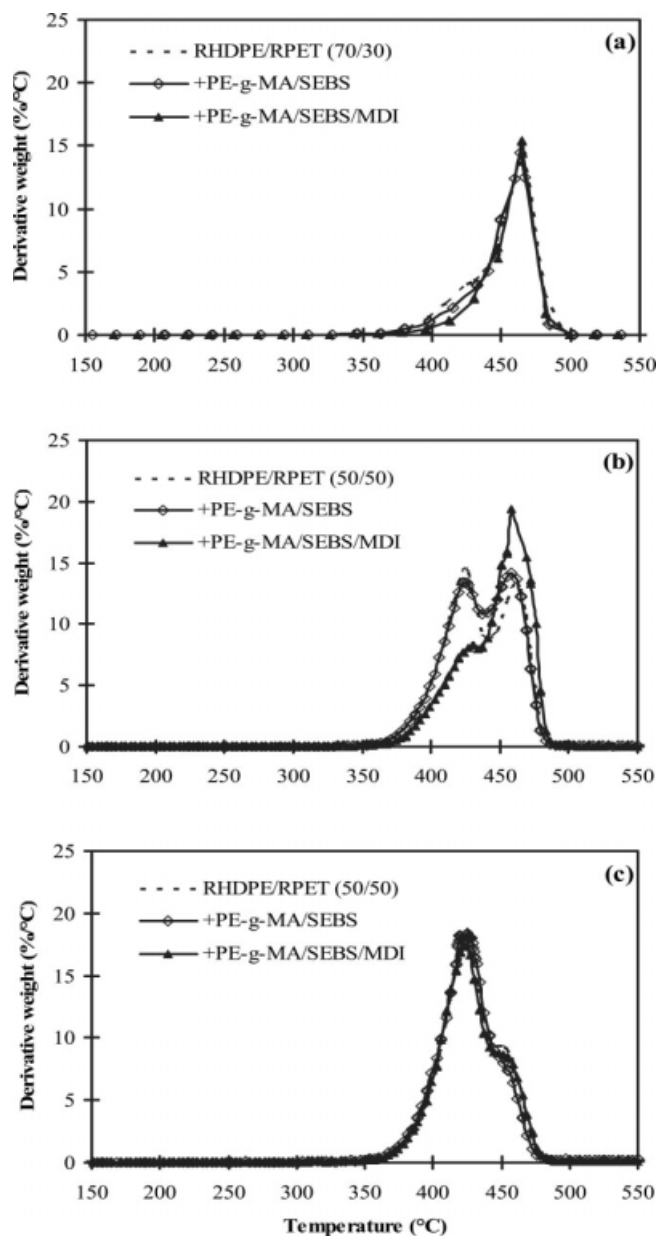 (a)
25
20
15
10
5
0
Derivative weight (%/°C)
RHDPE/RPET (70/30)
+PE-g-MA/SEBS
+PE-g-MA/SEBS/MDI
150 200 250 300 350 400 450 500 550
(b)
25
20
15
10
5
0
Derivative weight (%/°C)
RHDPE/RPET (50/50)
+PE-g-MA/SEBS
+PE-g-MA/SEBS/MDI
150 200 250 300 350 400 450 500 550
(c)
25
20
15
10
5
0
Derivative weight (%/°C)
RHDPE/RPET (50/50)
+PE-g-MA/SEBS
+PE-g-MA/SEBS/MDI
150 200 250 300 350 400 450 500 550
Temperature (°C)